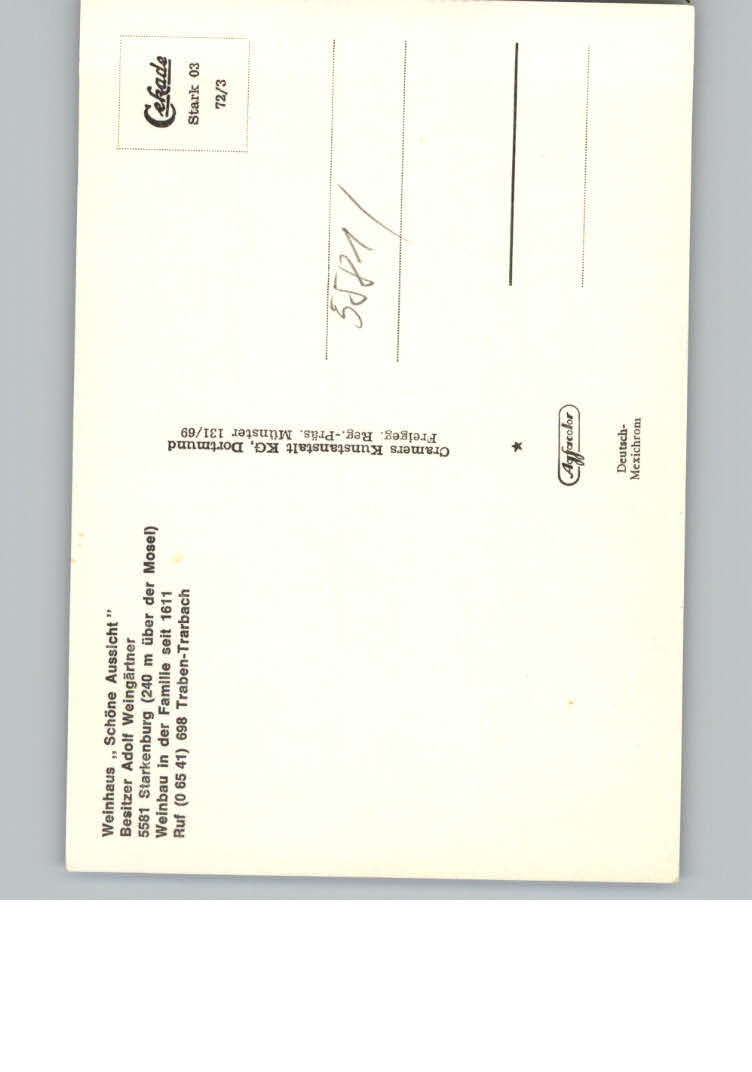 Weinhaus „Schöne Aussicht”
Besitzer Adolf Weingärtner
5581 Starkenburg (240 m über der Mosel)
Weinbau in der Familie seit 1611
Ruf (0 65 41) 698 Traben-Trarbach
Cekade
Stark 03
72/3
Cramers Kunstanstalt KG, Dortmund
Freigeg. Reg.-Präs. Münster 131/69
5581/
Agfacolor
Deutsch-
Mexichrom